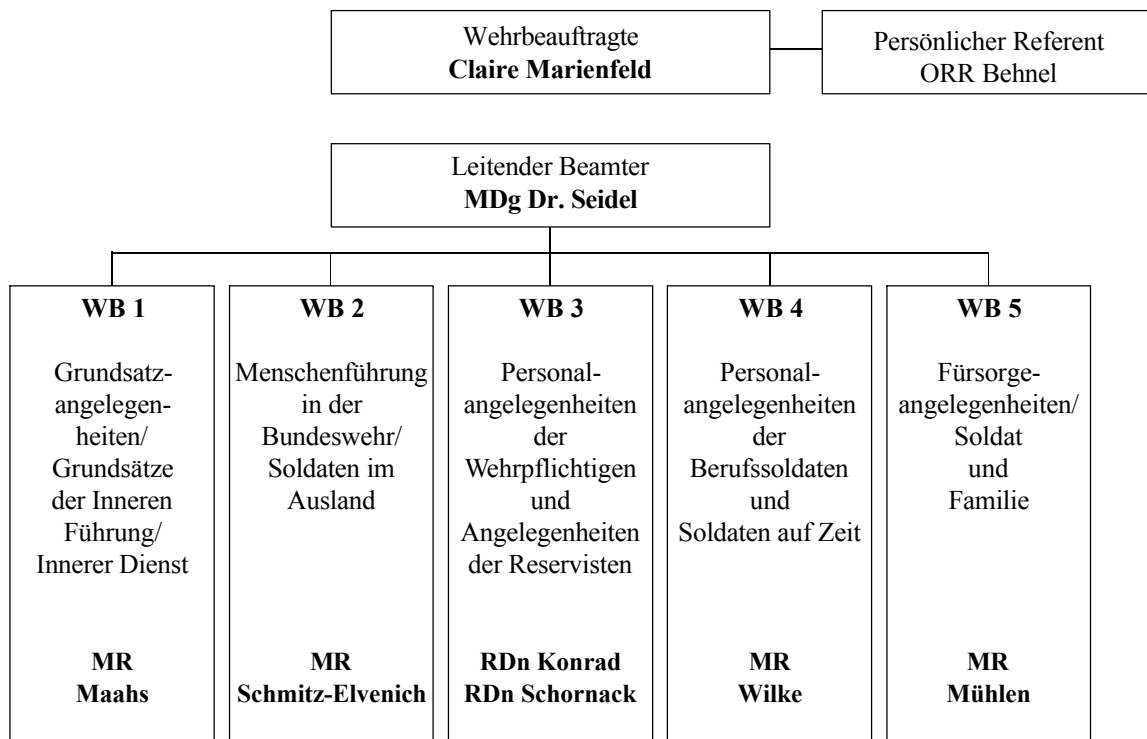 Wehrbeauftragte
Claire Marienfeld
Persönlicher Referent
ORR Behnel
Leitender Beamter
MDg Dr. Seidel
WB 1
Grundsatz-
angelegen-
heiten/
Grundsätze
der Inneren
Führung/
Innerer Dienst
MR
Maahs
WB 2
Menschenführung
in der
Bundeswehr/
Soldaten im
Ausland
MR
Schmitz-Elvenich
WB 3
Personal-
angelegenheiten
der
Wehrpflichtigen
und
Angelegenheiten
der Reservisten
RDn Konrad
RDn Schornack
WB 4
Personal-
angelegenheiten
der
Berufssoldaten
und
Soldaten auf Zeit
MR
Wilke
WB 5
Fürsorge-
angelegenheiten/
Soldat
und
Familie
MR
Mühlen